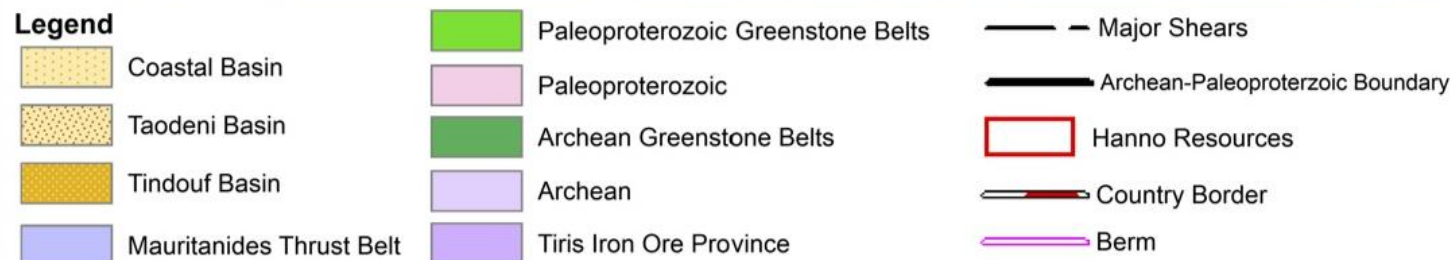 Legend
Coastal Basin
Taodeni Basin
Tindouf Basin
Mauritanides Thrust Belt
Paleoproterozoic Greenstone Belts
Paleoproterozoic
Archean Greenstone Belts
Archean
Tiris Iron Ore Province
Major Shears
Archean-Paleoproterzoic Boundary
Hanno Resources
Country Border
Berm